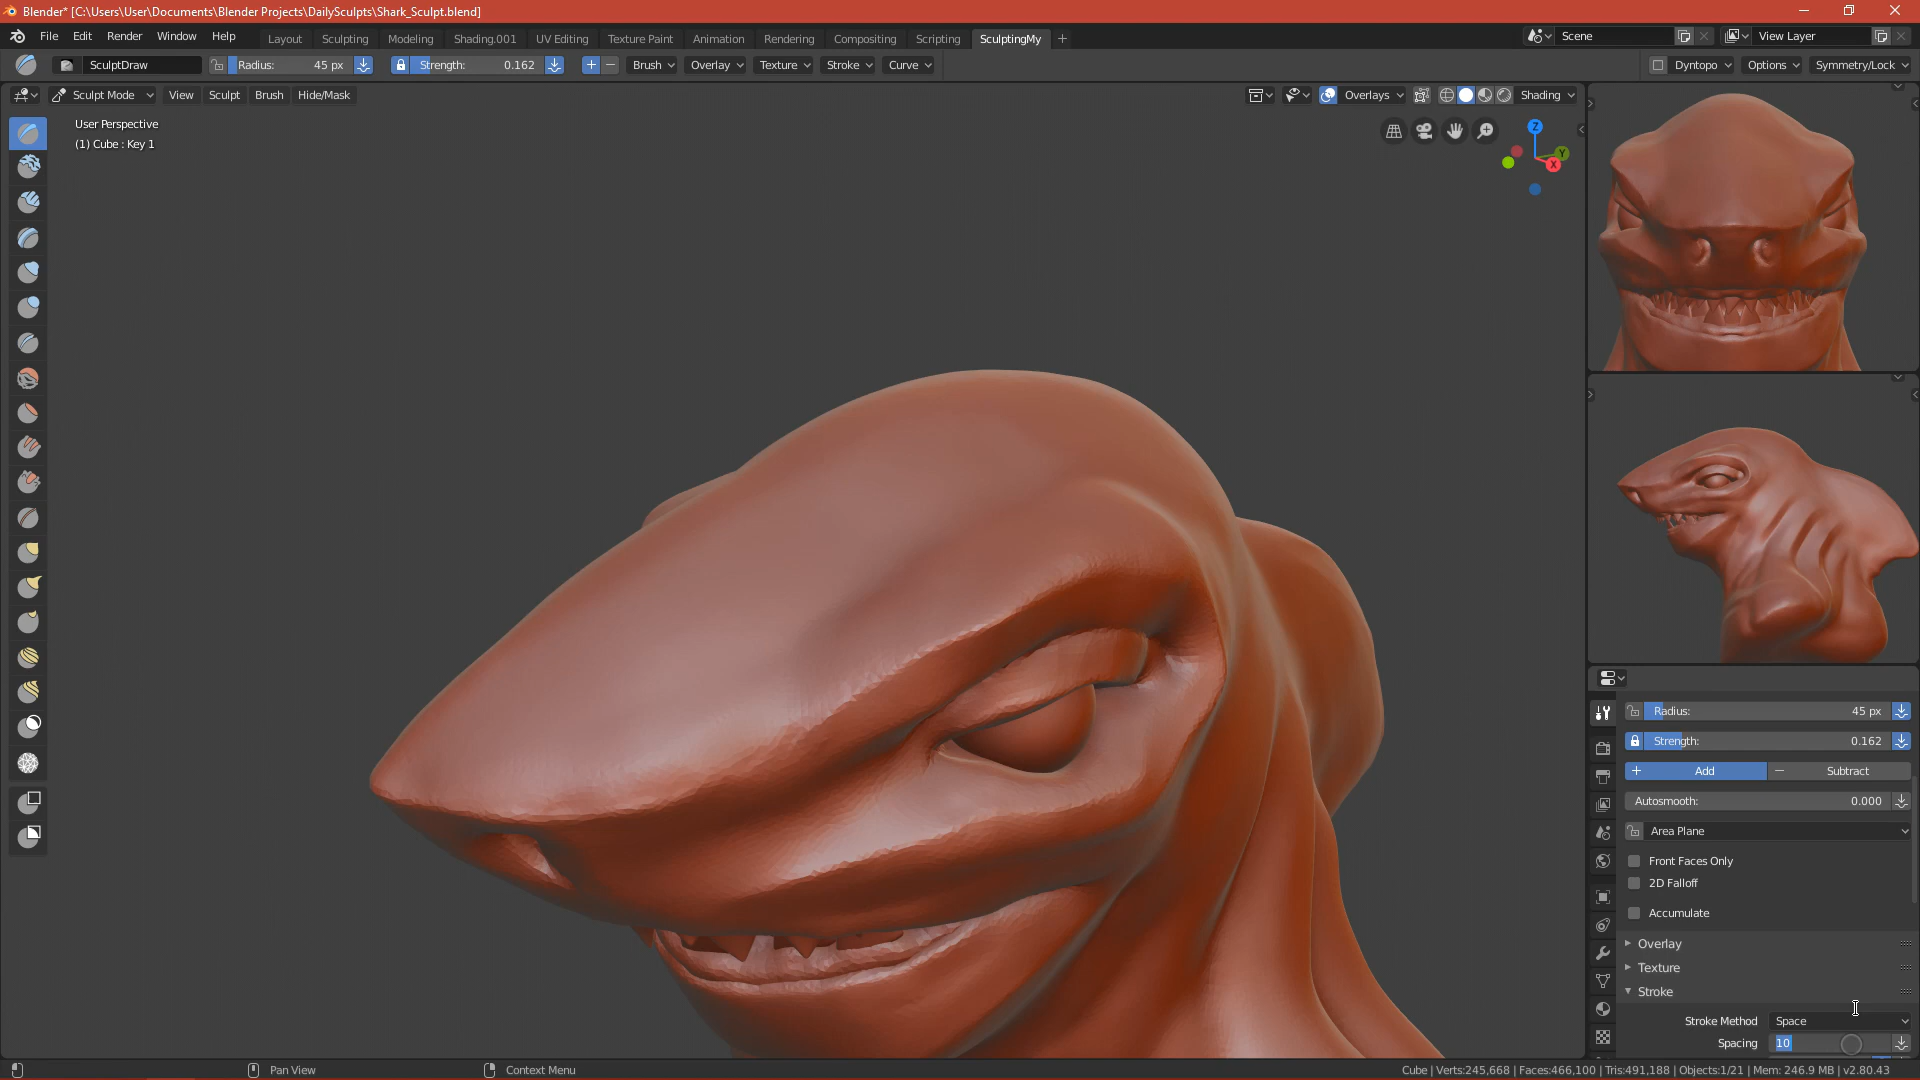 Blender* [C:\Users\User\Documents\Blender Projects\DailySculpts\Shark_Sculpt.blend]
File Edit Render Window Help Layout Sculpting Modeling Shading.001 UV Editing Texture Paint Animation Rendering Compositing Scripting SculptingMy + Scene View Layer
SculptDraw Radius: 45 px Strength: 0.162 Brush Overlay Texture Stroke Curve Dyntopo Options Symmetry/Lock
Sculpt Mode View Sculpt Brush Hide/Mask Overlays Shading
User Perspective
(1) Cube : Key 1
Z
Y
X
Radius: 45 px
Strength: 0.162
Add Subtract
Autosmooth: 0.000
Area Plane
Front Faces Only
2D Falloff
Accumulate
Overlay
Texture
Stroke
Stroke Method Space
Spacing 10
Pan View Context Menu Cube | Verts:245,668 | Faces:466,100 | Tris:491,188 | Objects:1/21 | Mem: 246.9 MB | v2.80.43